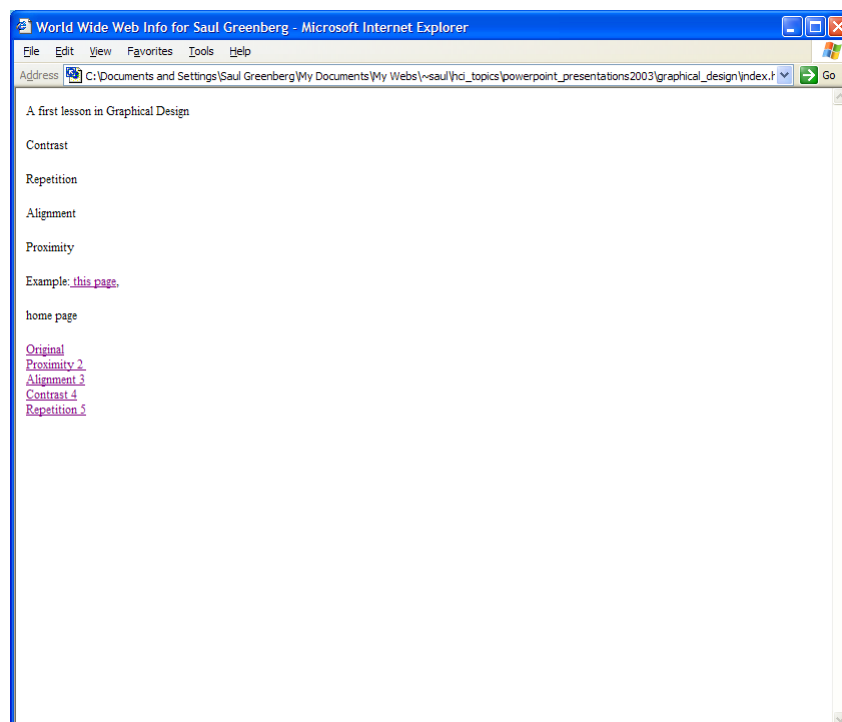 World Wide Web Info for Saul Greenberg - Microsoft Internet Explorer
File Edit View Favorites Tools Help
Address C:\Documents and Settings\Saul Greenberg\My Documents\My Webs\~saul\hci_topics\powerpoint_presentations2003\graphical_design\index.h Go
A first lesson in Graphical Design
Contrast
Repetition
Alignment
Proximity
Example: this page,
home page
Original
Proximity 2
Alignment 3
Contrast 4
Repetition 5